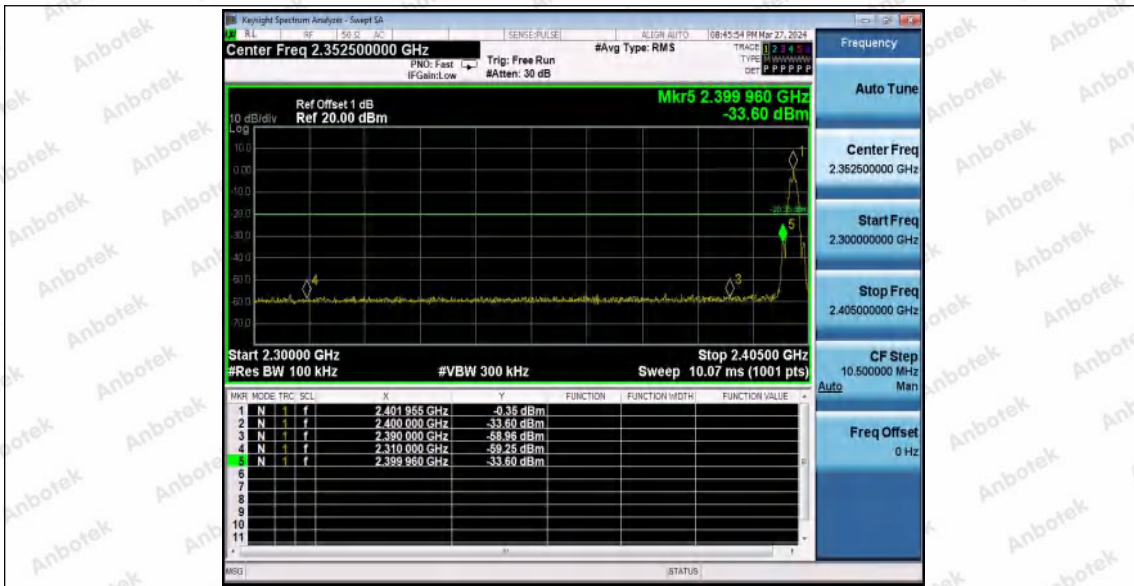 Keysight Spectrum Analyzer - Swept SA
RL RF 50 Ω AC SENSE:PULSE ALIGN AUTO 08:45:54 PM Mar 27, 2024
Center Freq 2.352500000 GHz
#Avg Type: RMS
TRACE 1 2 3 4 5 6
PNO: Fast Trig: Free Run
TYPE M WWWWW
IFGain:Low #Atten: 30 dB
DET P P P P P P
Mkr5 2.399 960 GHz
Ref Offset 1 dB
-33.60 dBm
10 dB/div Ref 20.00 dBm
Log
10.0
0.00
-10.0
-20.0
-30.0
-40.0
-50.0
-60.0
-70.0
1
-20.35 dBm
5
4
3
Start 2.30000 GHz Stop 2.40500 GHz
#Res BW 100 kHz #VBW 300 kHz Sweep 10.07 ms (1001 pts)
MKR MODE TRC SCL X Y FUNCTION FUNCTION WIDTH FUNCTION VALUE
1 N 1 f 2.401 955 GHz -0.35 dBm
2 N 1 f 2.400 000 GHz -33.60 dBm
3 N 1 f 2.390 000 GHz -58.96 dBm
4 N 1 f 2.310 000 GHz -59.25 dBm
5 N 1 f 2.399 960 GHz -33.60 dBm
6
7
8
9
10
11
MSG STATUS
Frequency
Auto Tune
Center Freq
2.352500000 GHz
Start Freq
2.300000000 GHz
Stop Freq
2.405000000 GHz
CF Step
10.500000 MHz
Auto Man
Freq Offset
0 Hz
Anbotek